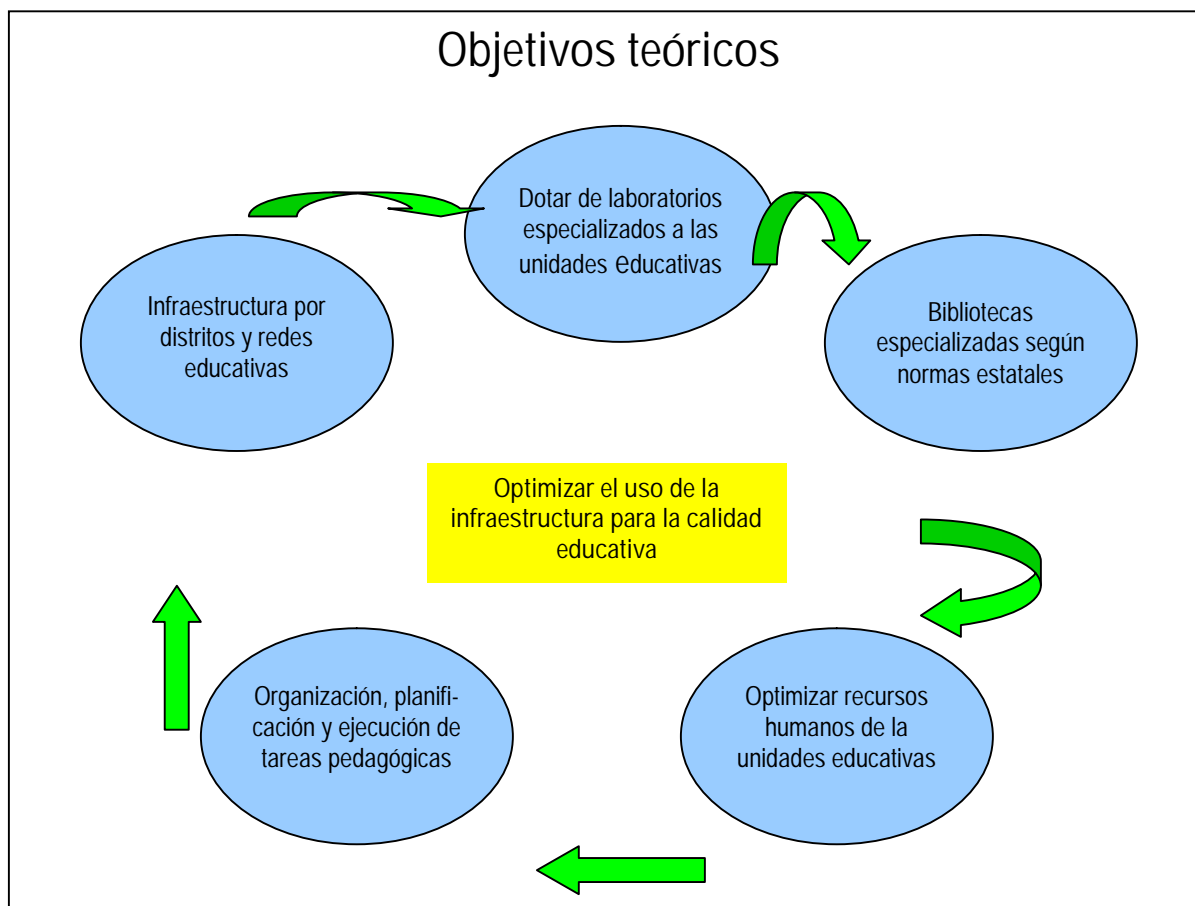 Objetivos teóricos
Dotar de laboratorios
especializados a las
unidades educativas
Infraestructura por
distritos y redes
educativas
Bibliotecas
especializadas según
normas estatales
Optimizar el uso de la
infraestructura para la calidad
educativa
Organización, planifi-
cación y ejecución de
tareas pedagógicas
Optimizar recursos
humanos de la
unidades educativas